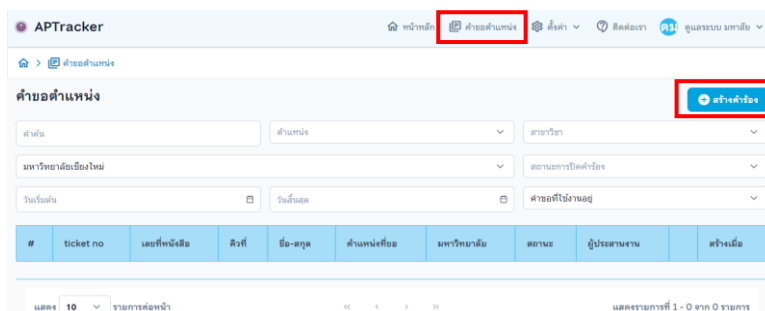 APTracker หน้าหลัก คำขอตำแหน่ง ตั้งค่า ติดต่อเรา ดูแลระบบ มหาลัย
> คำขอตำแหน่ง
คำขอตำแหน่ง สร้างคำร้อง
คำค้น ตำแหน่ง สาขาวิชา
มหาวิทยาลัยเชียงใหม่ สถานะการปิดคำร้อง
วันเริ่มต้น วันสิ้นสุด คำขอที่ใช้งานอยู่
# ticket no เลขที่หนังสือ คิวที่ ชื่อ-สกุล ตำแหน่งที่ขอ มหาวิทยาลัย สถานะ ผู้ประสานงาน สร้างเมื่อ
แสดง 10 รายการต่อหน้า « ‹ › » แสดงรายการที่ 1 - 0 จาก 0 รายการ